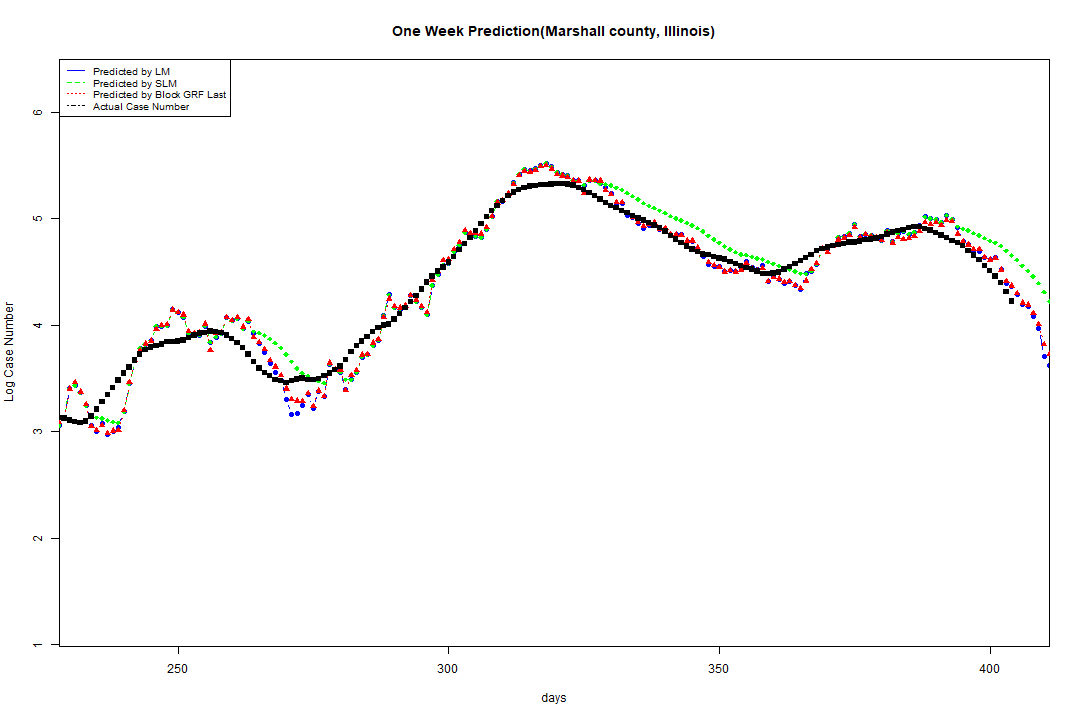 One Week Prediction(Marshall county, Illinois)
Predicted by LM
Predicted by SLM
Predicted by Block GRF Last
Actual Case Number
6
5
4
3
2
1
Log Case Number
250
300
350
400
days